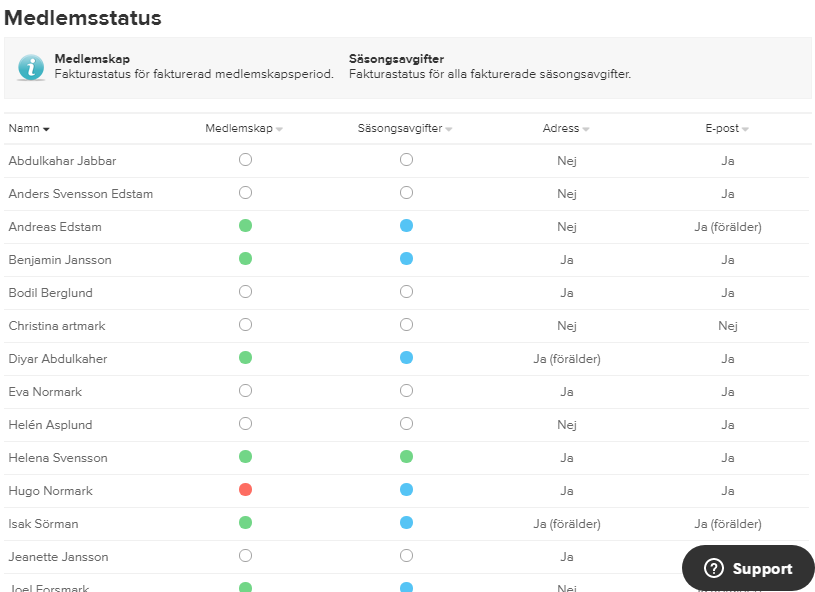 Medlemsstatus
Medlemskap Säsongsavgifter
Fakturastatus för fakturerad medlemskapsperiod. Fakturastatus för alla fakturerade säsongsavgifter.
Namn Medlemskap Säsongsavgifter Adress E-post
Abdulkahar Jabbar Nej Ja
Anders Svensson Edstam Nej Ja
Andreas Edstam Nej Ja (förälder)
Benjamin Jansson Ja Ja
Bodil Berglund Ja Ja
Christina artmark Nej Nej
Diyar Abdulkaher Ja (förälder) Ja
Eva Normark Ja Ja
Helén Asplund Nej Ja
Helena Svensson Ja Ja
Hugo Normark Ja Ja
Isak Sörman Ja (förälder) Ja (förälder)
Jeanette Jansson Ja
Support
Joel Forsmark Nej